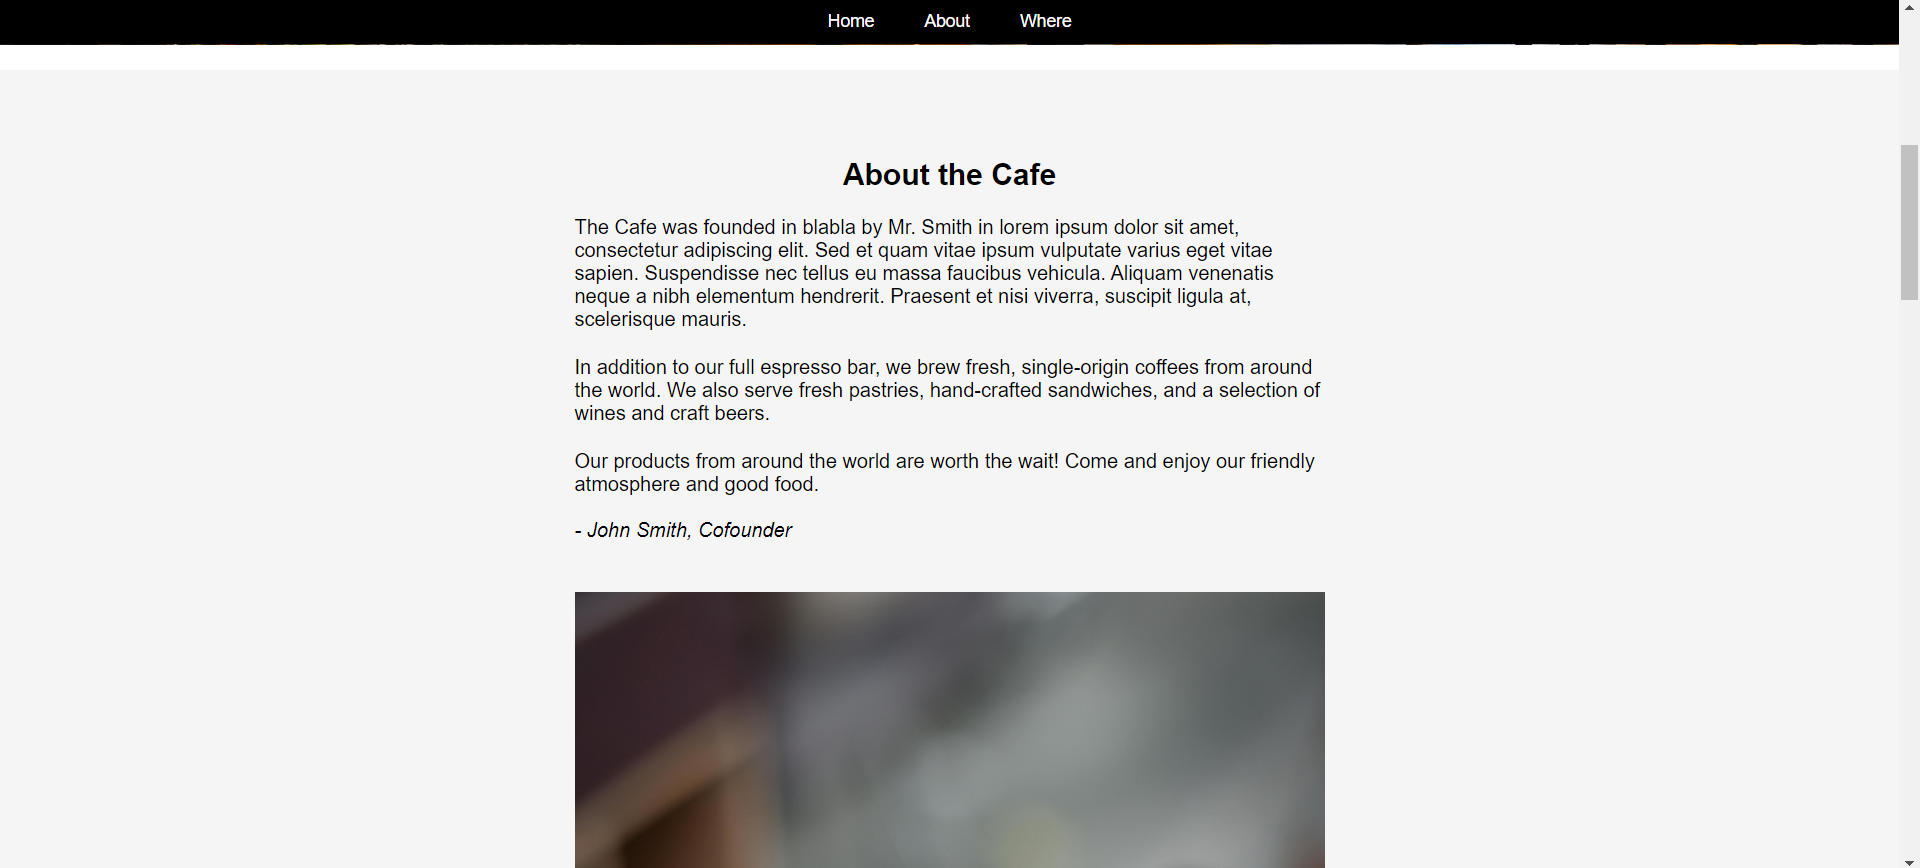 Home About Where
About the Cafe
The Cafe was founded in blabla by Mr. Smith in lorem ipsum dolor sit amet,
consectetur adipiscing elit. Sed et quam vitae ipsum vulputate varius eget vitae
sapien. Suspendisse nec tellus eu massa faucibus vehicula. Aliquam venenatis
neque a nibh elementum hendrerit. Praesent et nisi viverra, suscipit ligula at,
scelerisque mauris.
In addition to our full espresso bar, we brew fresh, single-origin coffees from around
the world. We also serve fresh pastries, hand-crafted sandwiches, and a selection of
wines and craft beers.
Our products from around the world are worth the wait! Come and enjoy our friendly
atmosphere and good food.
- John Smith, Cofounder